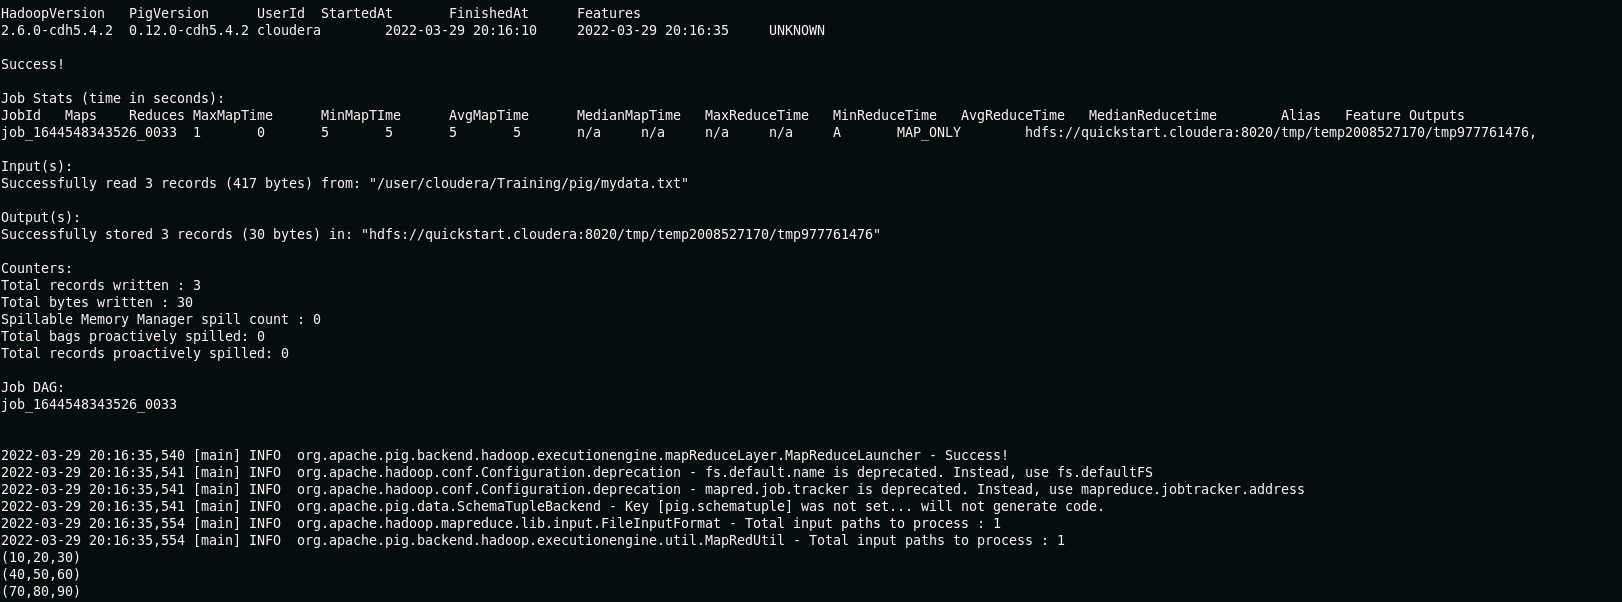 HadoopVersion   PigVersion      UserId  StartedAt       FinishedAt      Features
2.6.0-cdh5.4.2  0.12.0-cdh5.4.2 cloudera        2022-03-29 20:16:10     2022-03-29 20:16:35     UNKNOWN

Success!

Job Stats (time in seconds):
JobId   Maps    Reduces MaxMapTime      MinMapTIme      AvgMapTime      MedianMapTime   MaxReduceTime   MinReduceTime   AvgReduceTime   MedianReducetime        Alias   Feature Outputs
job_1644548343526_0033  1       0       5       5       5       5       n/a     n/a     n/a     n/a     A       MAP_ONLY        hdfs://quickstart.cloudera:8020/tmp/temp2008527170/tmp977761476,

Input(s):
Successfully read 3 records (417 bytes) from: "/user/cloudera/Training/pig/mydata.txt"

Output(s):
Successfully stored 3 records (30 bytes) in: "hdfs://quickstart.cloudera:8020/tmp/temp2008527170/tmp977761476"

Counters:
Total records written : 3
Total bytes written : 30
Spillable Memory Manager spill count : 0
Total bags proactively spilled: 0
Total records proactively spilled: 0

Job DAG:
job_1644548343526_0033


2022-03-29 20:16:35,540 [main] INFO  org.apache.pig.backend.hadoop.executionengine.mapReduceLayer.MapReduceLauncher - Success!
2022-03-29 20:16:35,541 [main] INFO  org.apache.hadoop.conf.Configuration.deprecation - fs.default.name is deprecated. Instead, use fs.defaultFS
2022-03-29 20:16:35,541 [main] INFO  org.apache.hadoop.conf.Configuration.deprecation - mapred.job.tracker is deprecated. Instead, use mapreduce.jobtracker.address
2022-03-29 20:16:35,541 [main] INFO  org.apache.pig.data.SchemaTupleBackend - Key [pig.schematuple] was not set... will not generate code.
2022-03-29 20:16:35,554 [main] INFO  org.apache.hadoop.mapreduce.lib.input.FileInputFormat - Total input paths to process : 1
2022-03-29 20:16:35,554 [main] INFO  org.apache.pig.backend.hadoop.executionengine.util.MapRedUtil - Total input paths to process : 1
(10,20,30)
(40,50,60)
(70,80,90)